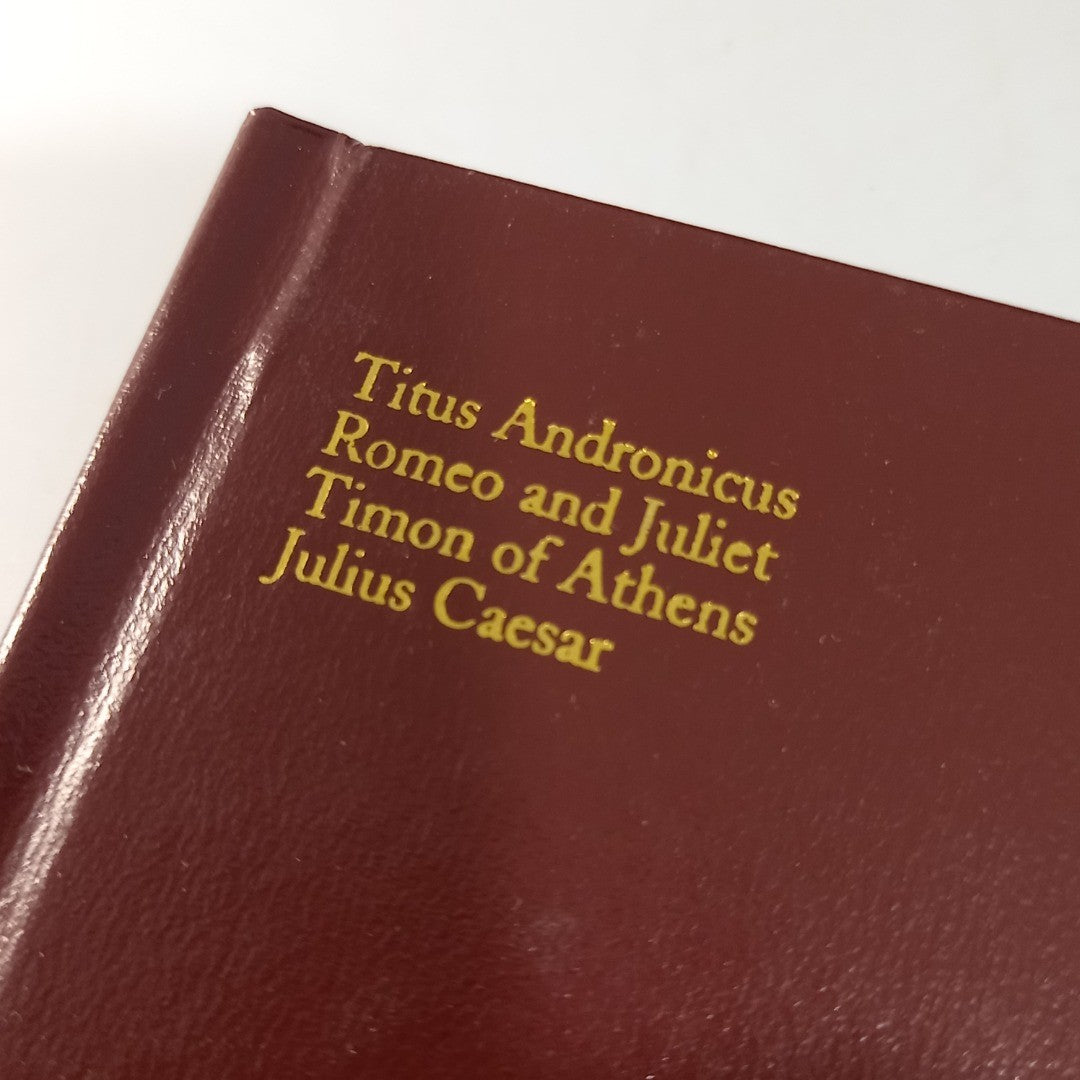 Titus Andronicus
Romeo and Juliet
Timon of Athens
Julius Caesar